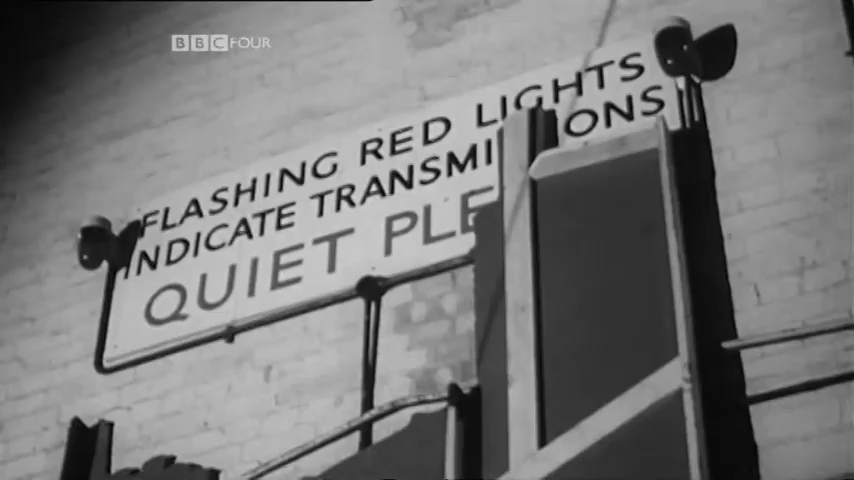 BBC FOUR
FLASHING RED LIGHTS
INDICATE TRANSMI ONS
QUIET PLE